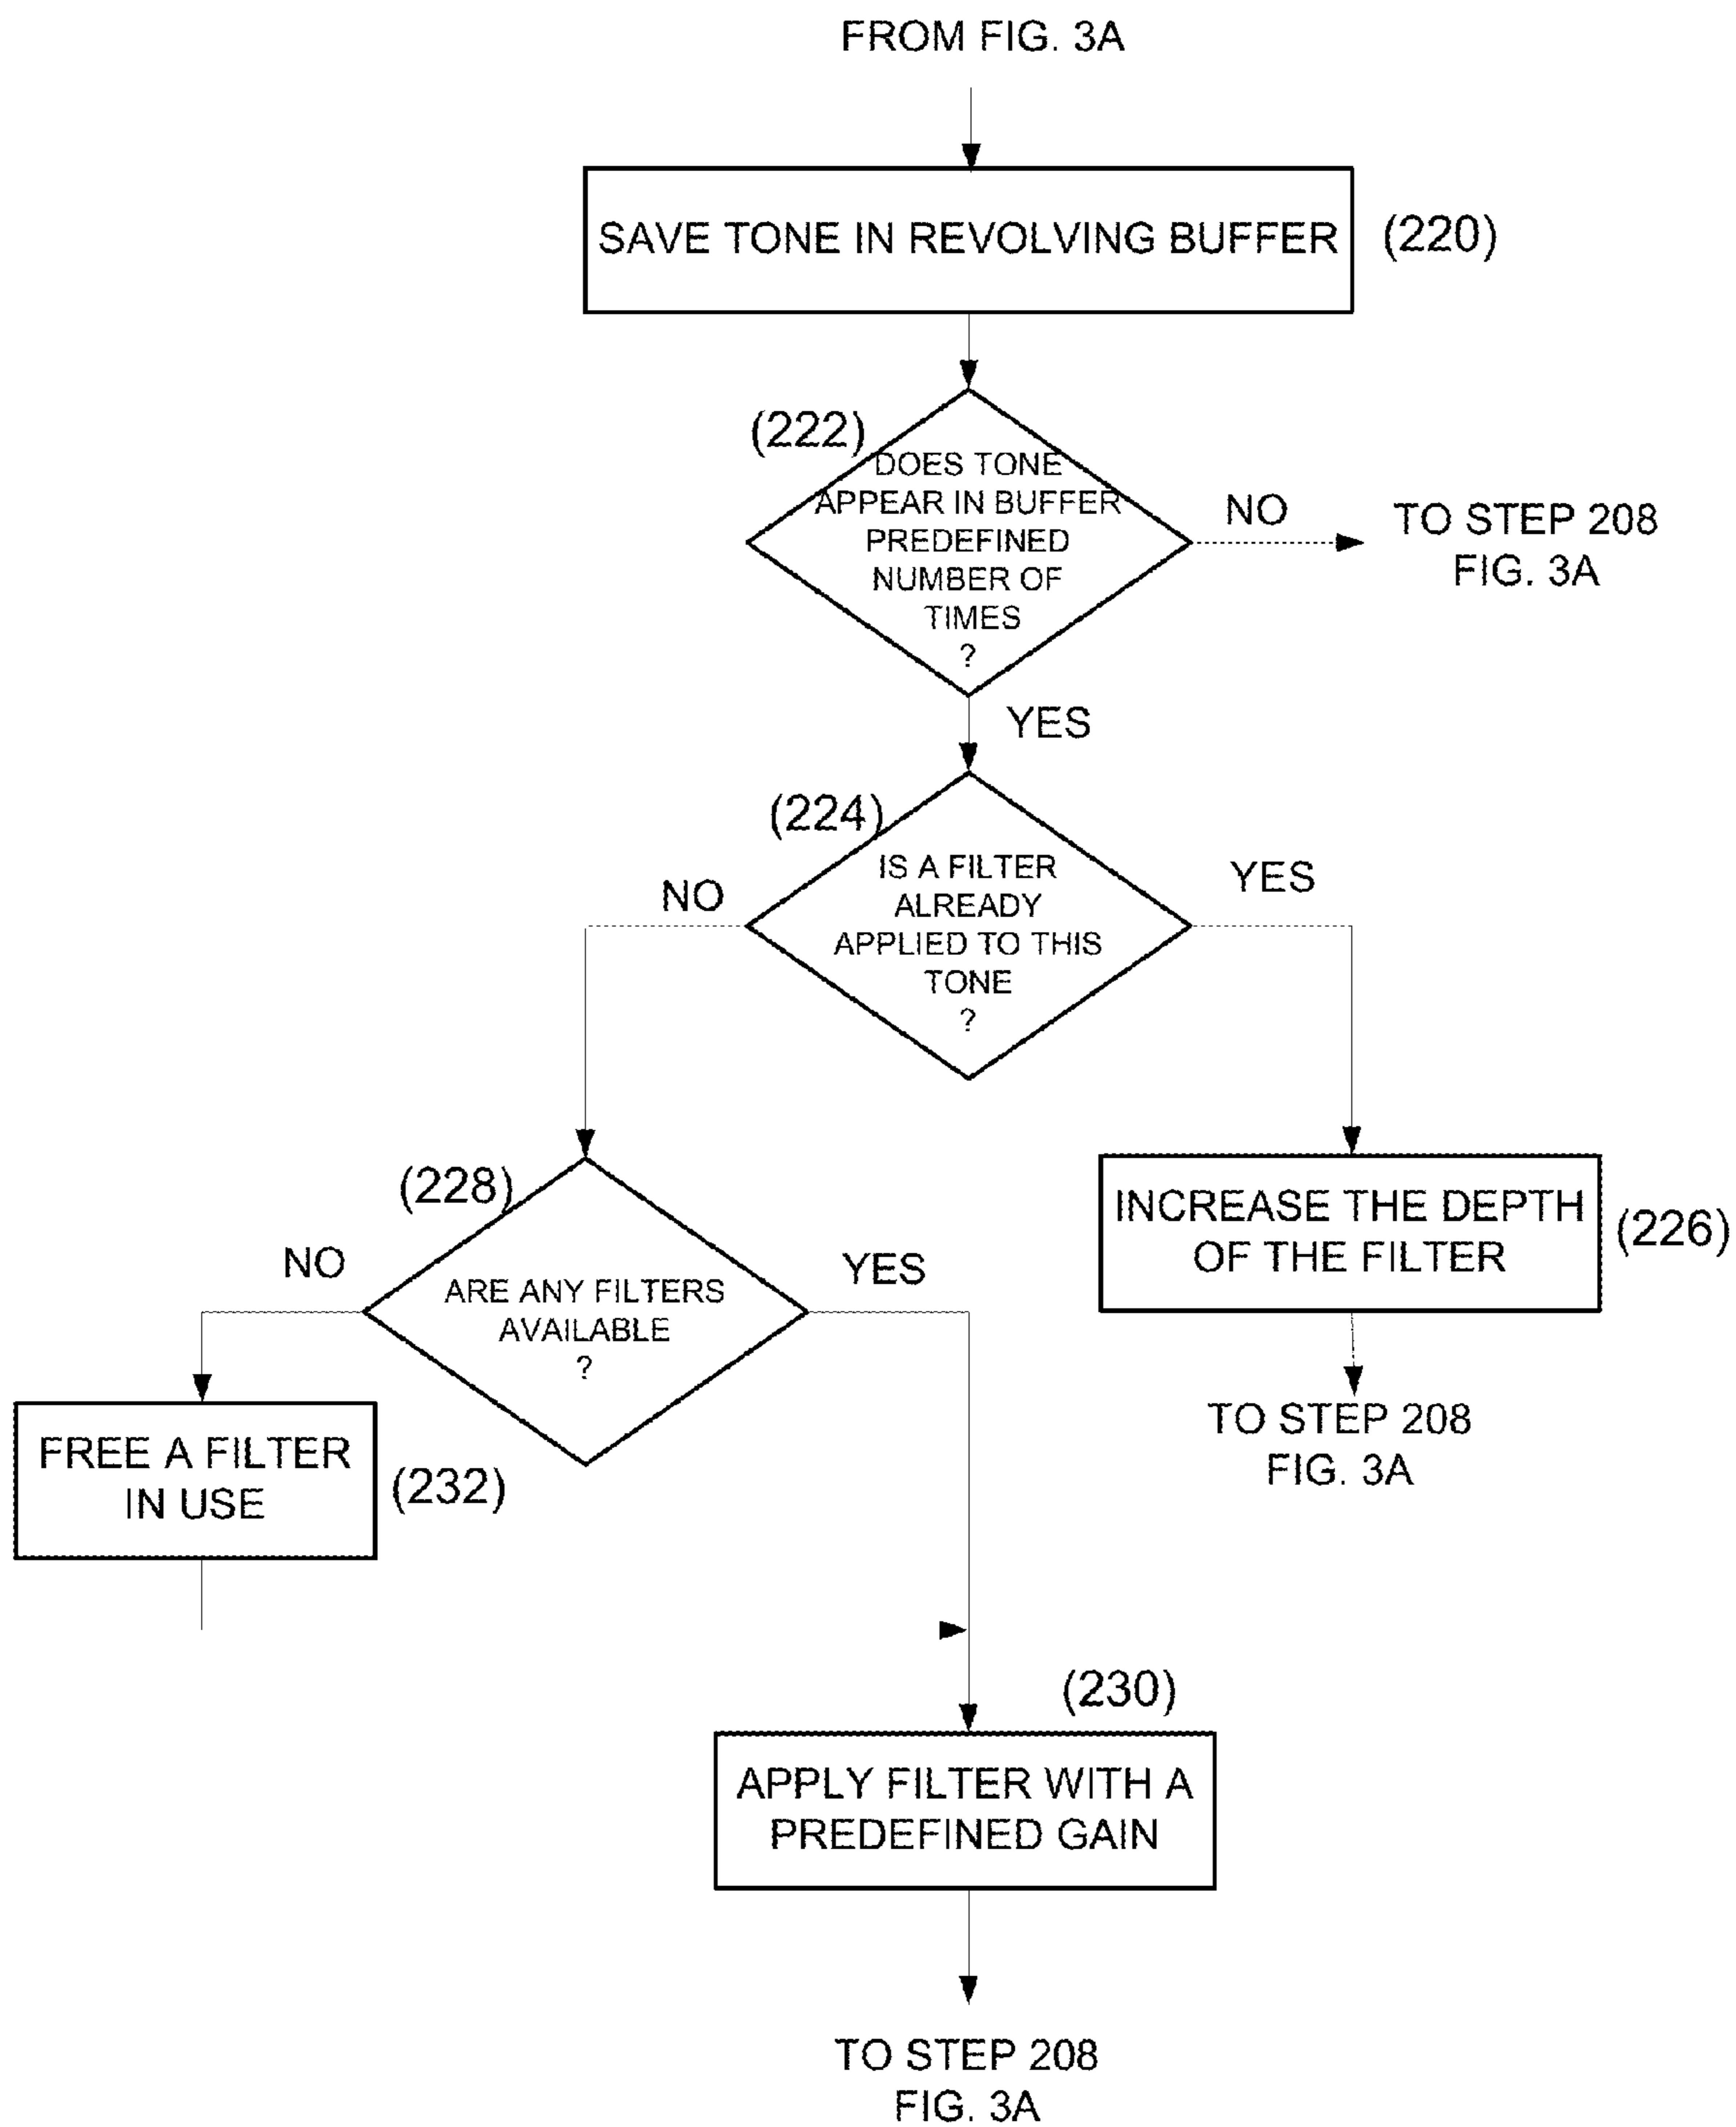 FROM FIG. 3A
SAVE TONE IN REVOLVING BUFFER
(220)
(222)
DOES TONE
APPEAR IN BUFFER
PREDEFINED
NUMBER OF
TIMES
?
NO
TO STEP 208
FIG. 3A
YES
(224)
IS A FILTER
ALREADY
APPLIED TO THIS
TONE
?
NO
YES
(228)
ARE ANY FILTERS
AVAILABLE
?
NO
YES
INCREASE THE DEPTH
OF THE FILTER
(226)
TO STEP 208
FIG. 3A
FREE A FILTER
IN USE
(232)
(230)
APPLY FILTER WITH A
PREDEFINED GAIN
TO STEP 208
FIG. 3A